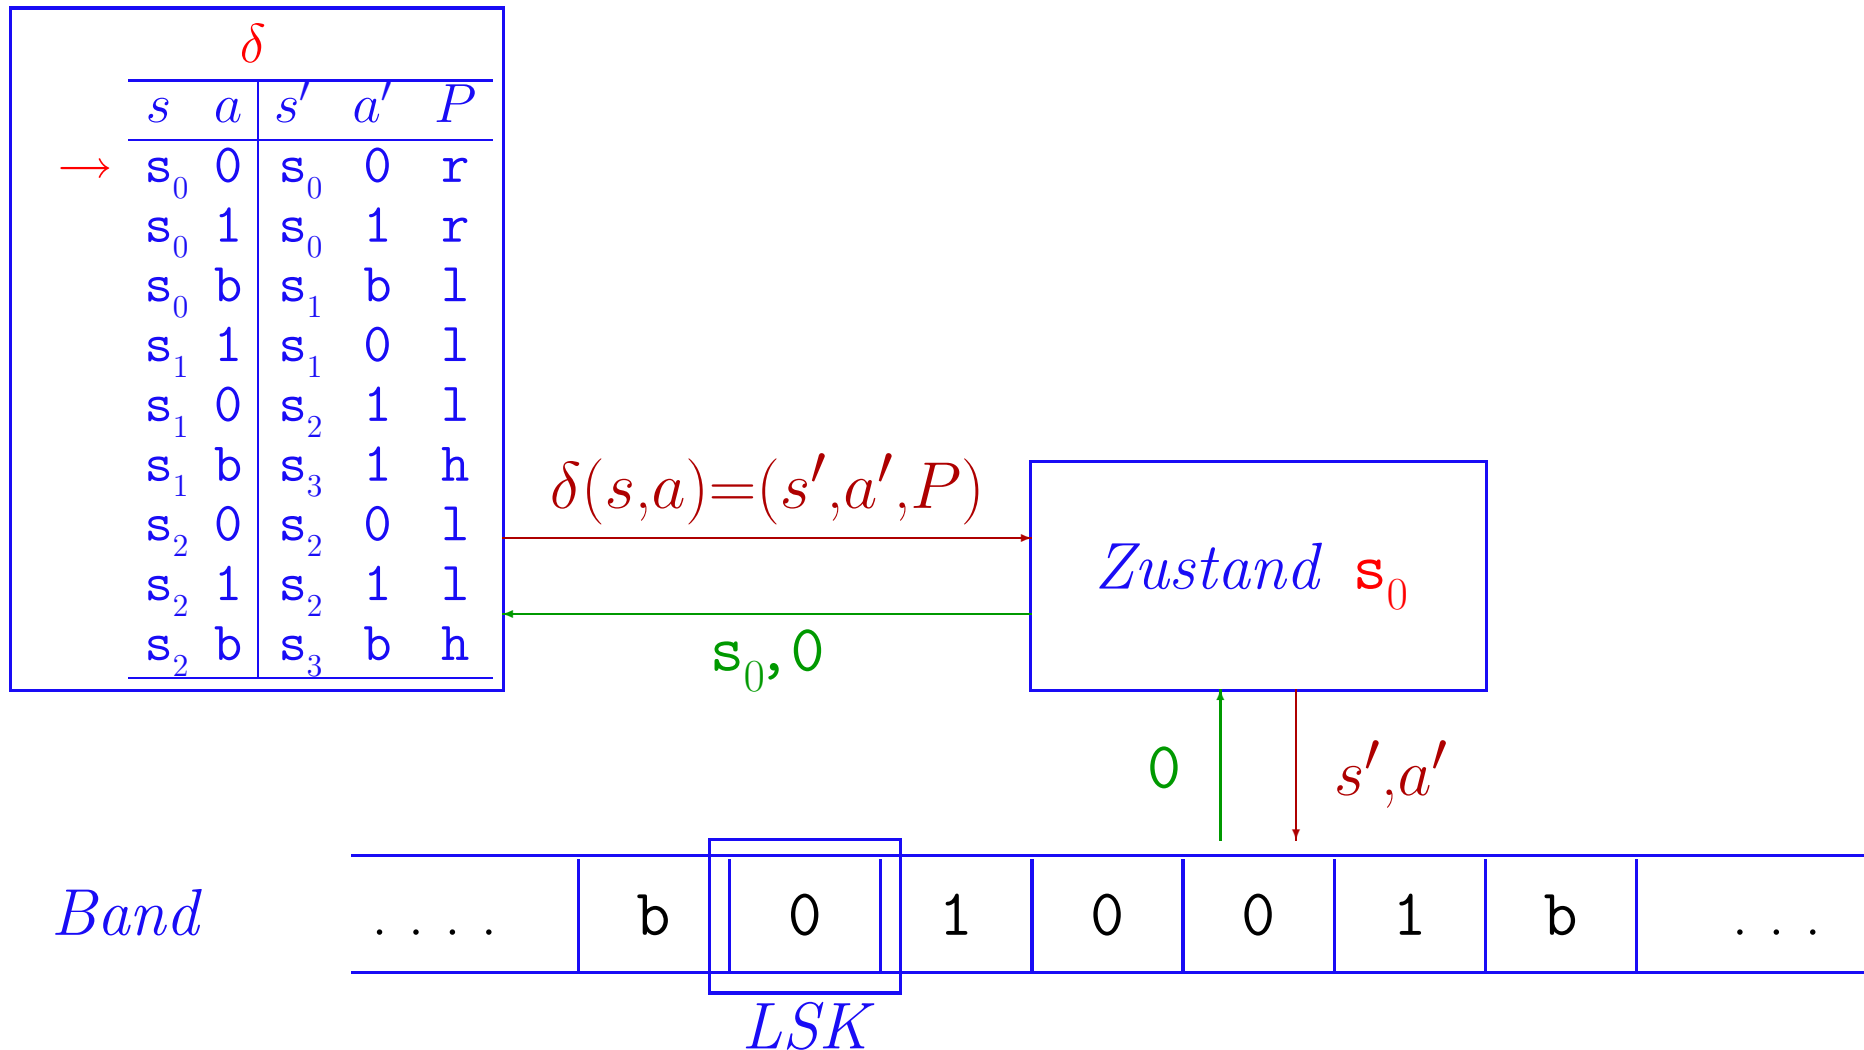 δ
s a s′ a′ P
→ s₀ 0 s₀ 0 r
s₀ 1 s₀ 1 r
s₀ b s₁ b l
s₁ 1 s₁ 0 l
s₁ 0 s₂ 1 l
s₁ b s₃ 1 h
s₂ 0 s₂ 0 l
s₂ 1 s₂ 1 l
s₂ b s₃ b h
δ(s,a)=(s′,a′,P)
Zustand s₀
s₀,0
0 s′,a′
Band . . . . b 0 1 0 0 1 b . . .
LSK